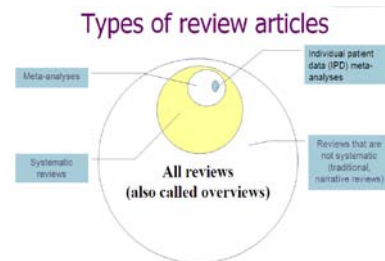 Types of review articles
Individual patient
data (IPD) meta-
analyses
Meta-analyses
Systematic
reviews
Reviews that are
not systematic
(traditional,
narrative reviews)
All reviews
(also called overviews)